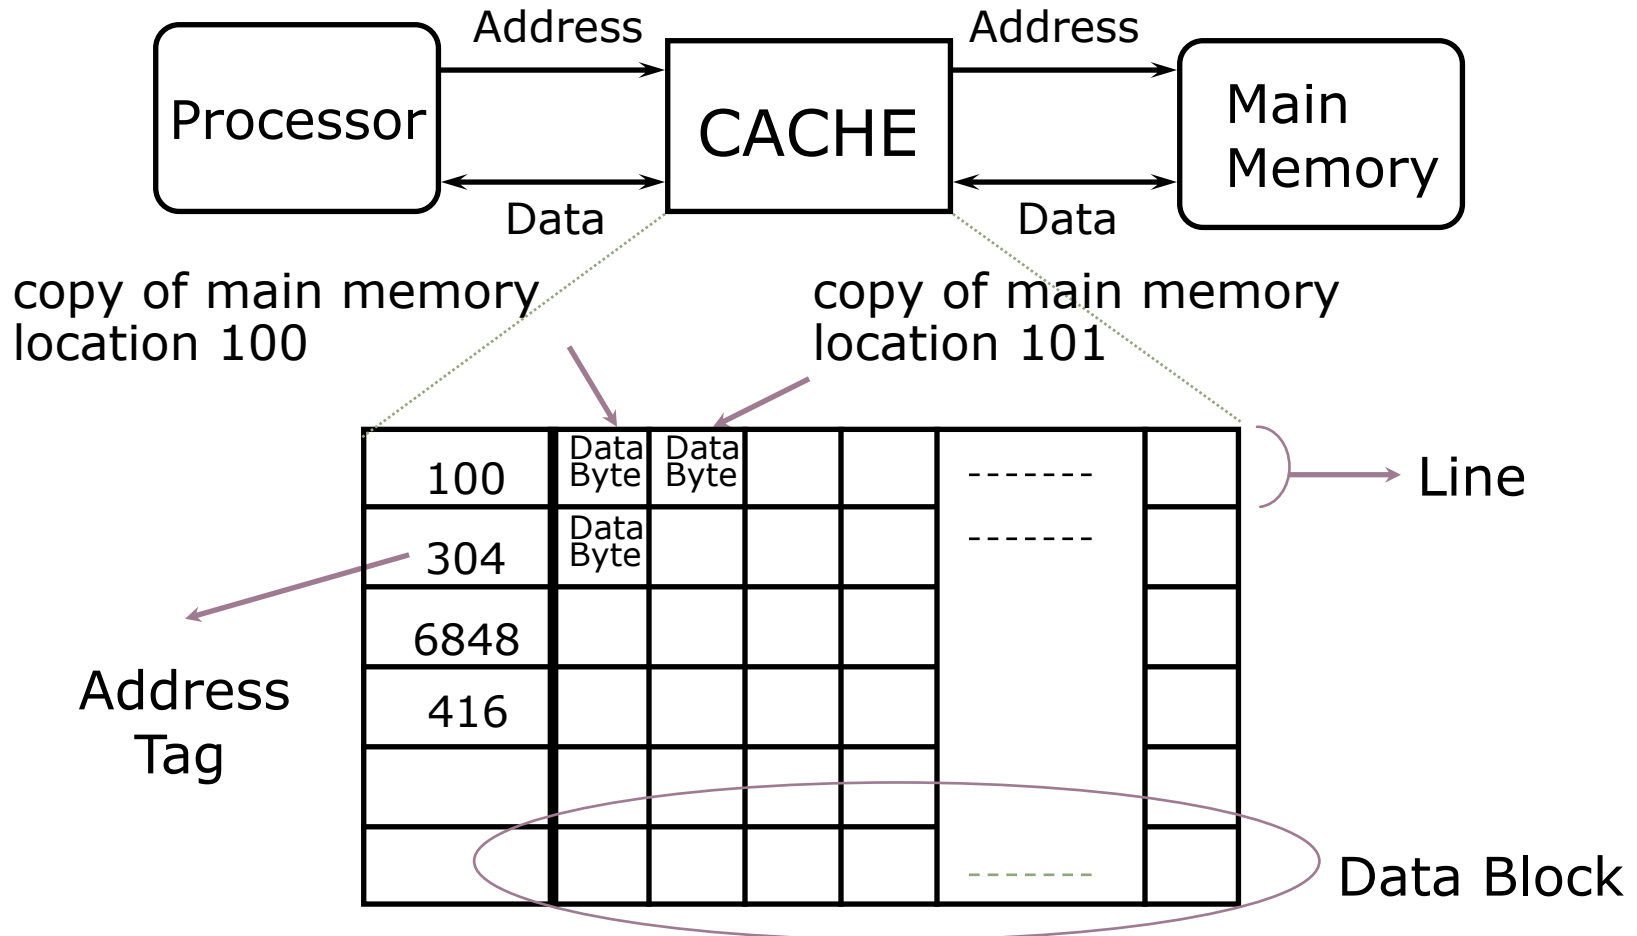 Address
Address
Processor
CACHE
Main
Memory
Data
Data
copy of main memory
location 100
copy of main memory
location 101
100
Data
Byte
Data
Byte
-------
Line
304
Data
Byte
-------
6848
416
Address
Tag
-------
Data Block